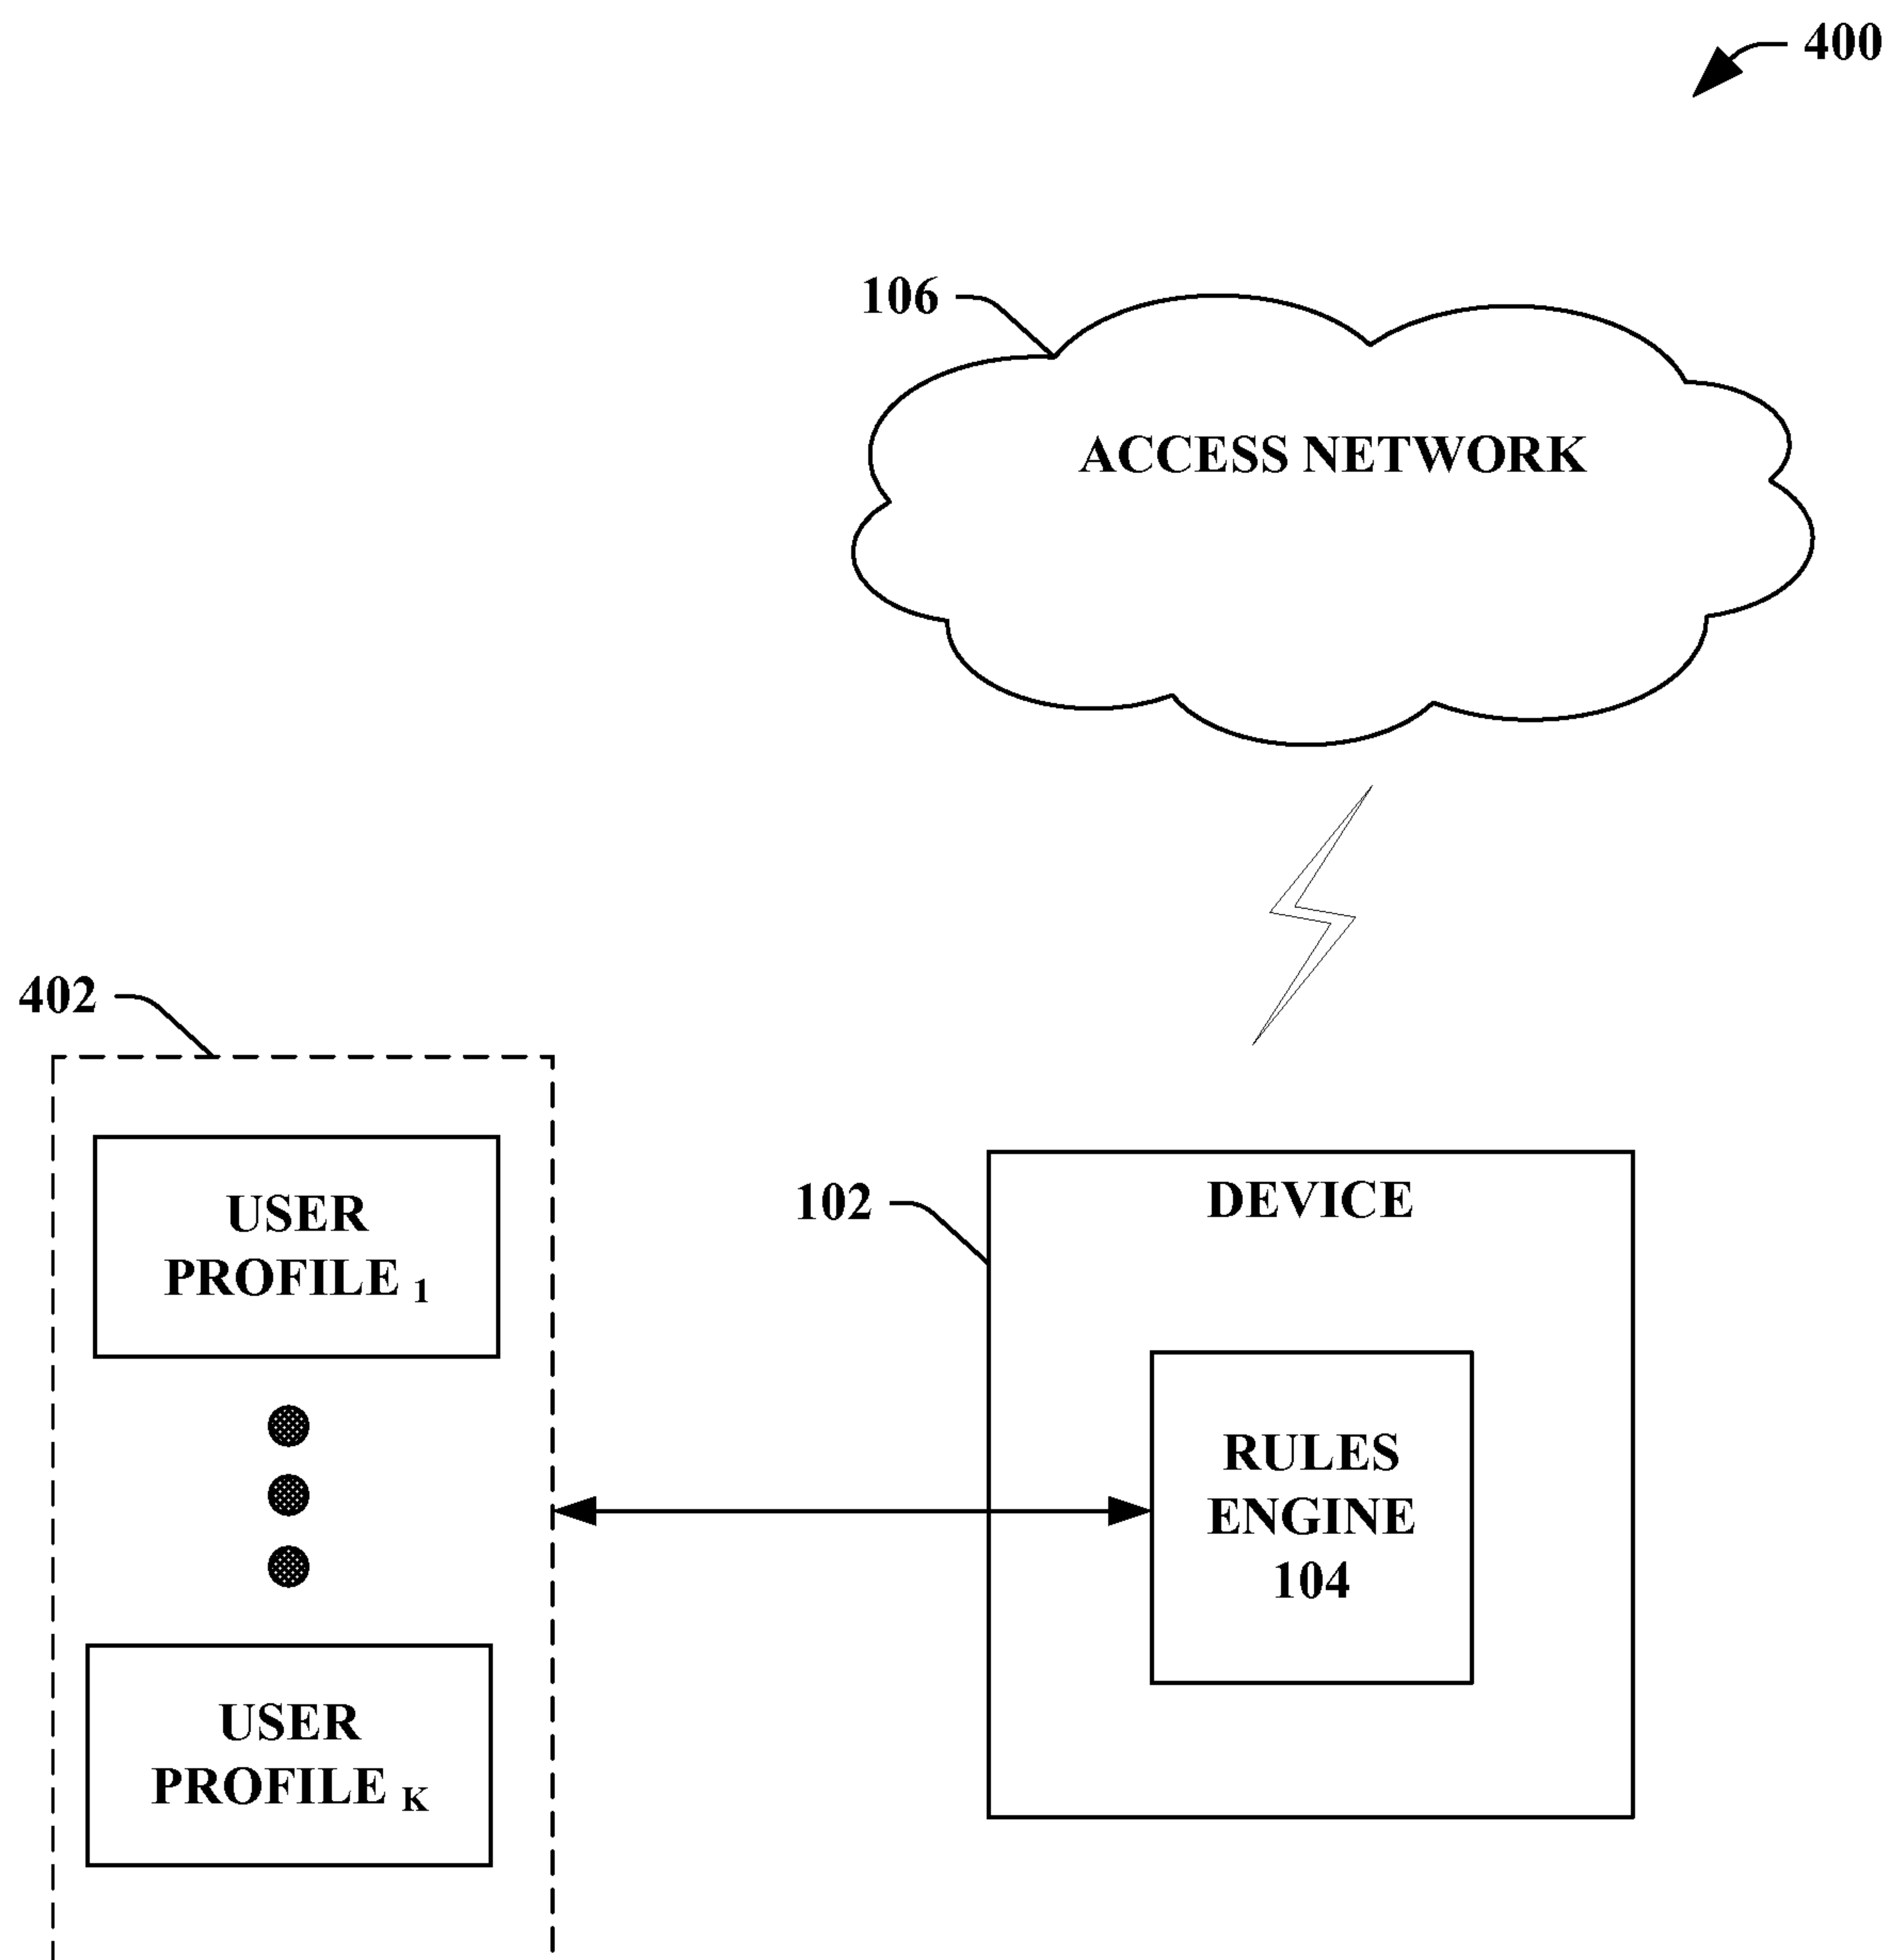 400
106
ACCESS NETWORK
402
USER
PROFILE 1
102
DEVICE
RULES
ENGINE
104
USER
PROFILE K